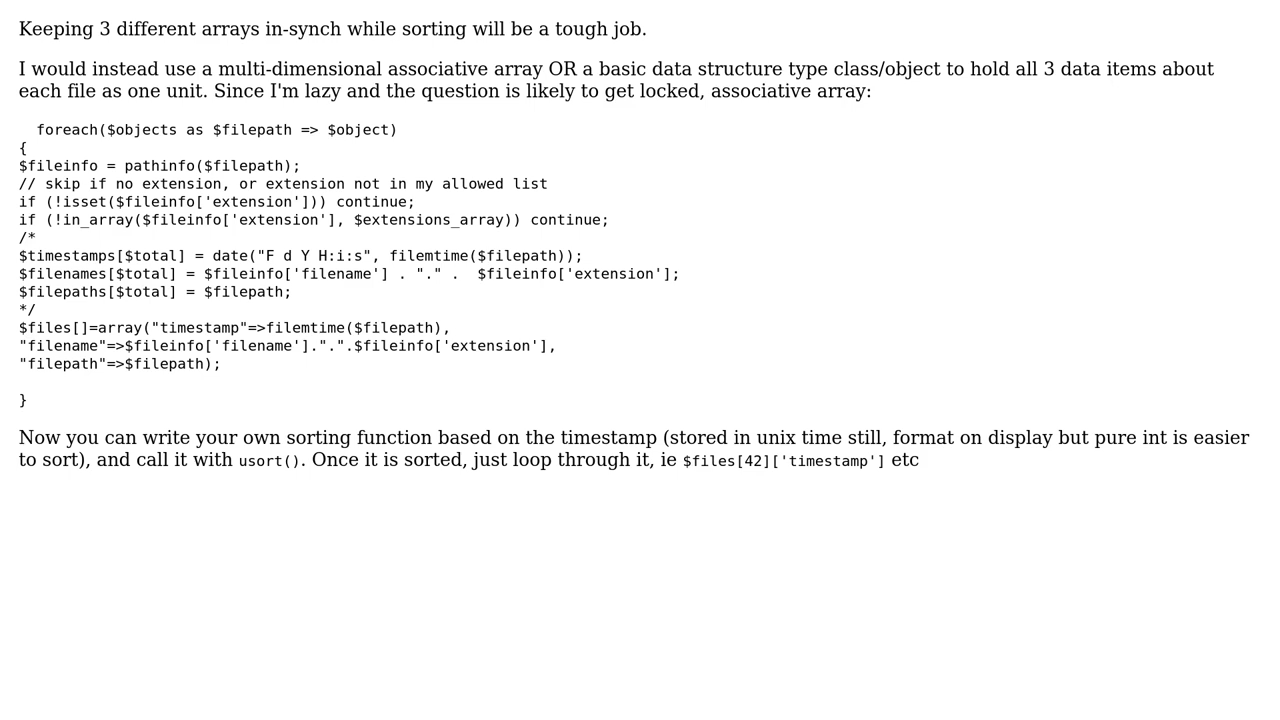 Keeping 3 different arrays in-synch while sorting will be a tough job.
I would instead use a multi-dimensional associative array OR a basic data structure type class/object to hold all 3 data items about
each file as one unit. Since I'm lazy and the question is likely to get locked, associative array:
  foreach($objects as $filepath => $object)
{
$fileinfo = pathinfo($filepath);
// skip if no extension, or extension not in my allowed list
if (!isset($fileinfo['extension'])) continue;
if (!in_array($fileinfo['extension'], $extensions_array)) continue;
/*
$timestamps[$total] = date("F d Y H:i:s", filemtime($filepath));
$filenames[$total] = $fileinfo['filename'] . "." .  $fileinfo['extension'];
$filepaths[$total] = $filepath;
*/
$files[]=array("timestamp"=>filemtime($filepath),
"filename"=>$fileinfo['filename'].".".$fileinfo['extension'],
"filepath"=>$filepath);
}
Now you can write your own sorting function based on the timestamp (stored in unix time still, format on display but pure int is easier
to sort), and call it with usort(). Once it is sorted, just loop through it, ie $files[42]['timestamp'] etc